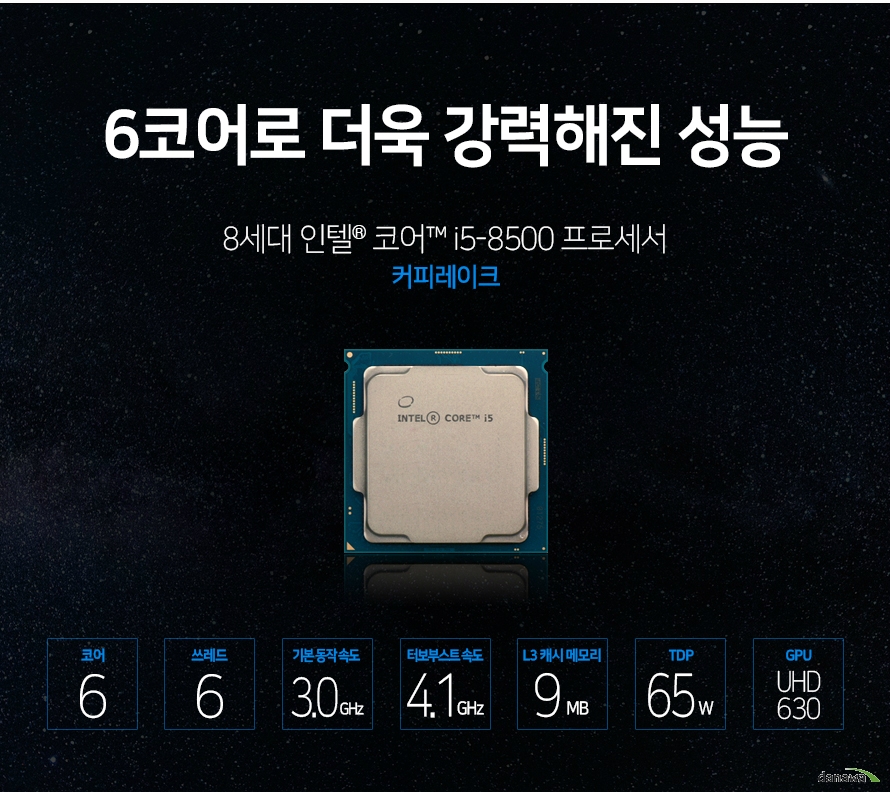 6코어로 더욱 강력해진 성능
8세대 인텔® 코어™ i5-8500 프로세서
커피레이크
INTEL® CORE™ i5
코어
6
쓰레드
6
기본 동작 속도
3.0GHz
터보부스트 속도
4.1GHz
L3 캐시 메모리
9MB
TDP
65W
GPU
UHD
630
danawa